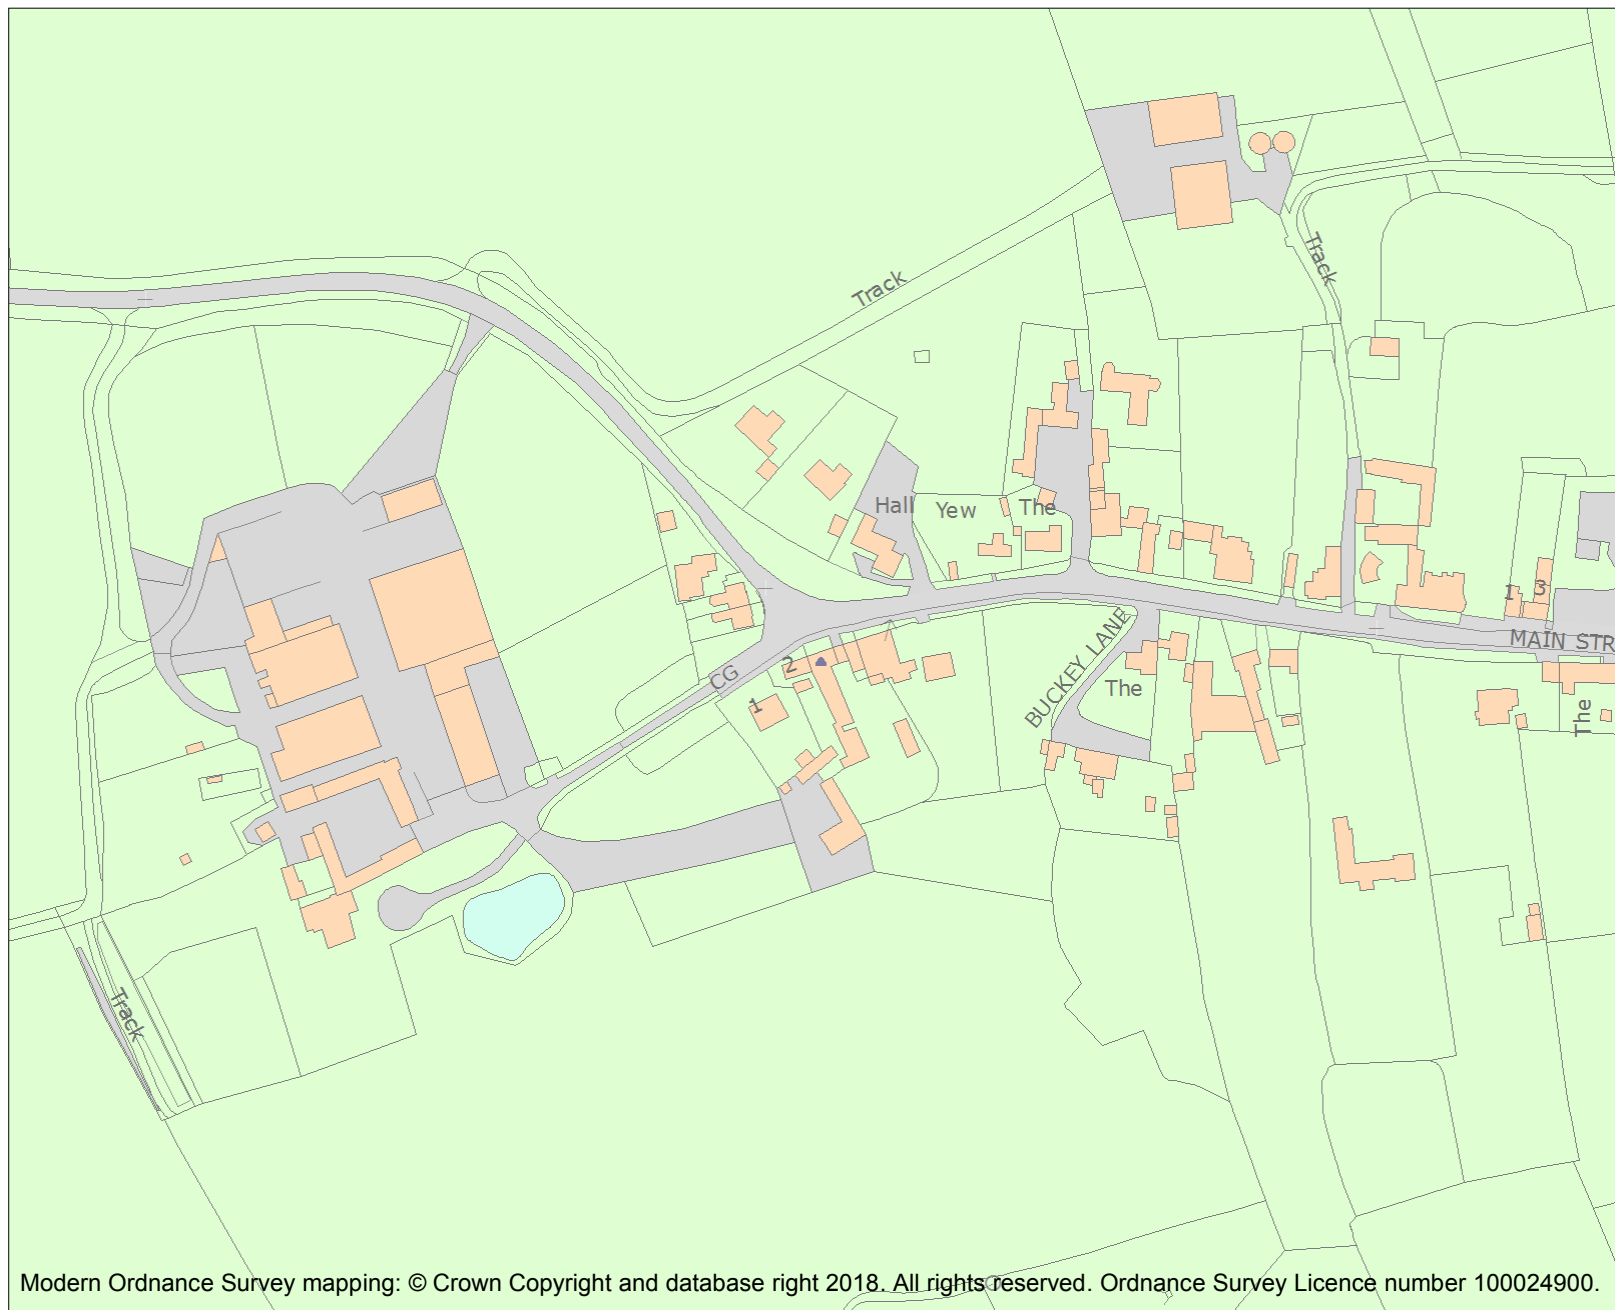 Track
Track
Hall
Yew
The
1
3
MAIN STR
BUCKEY LANE
CG
2
1
The
The
Track
Modern Ordnance Survey mapping: © Crown Copyright and database right 2018. All rights reserved. Ordnance Survey Licence number 100024900.